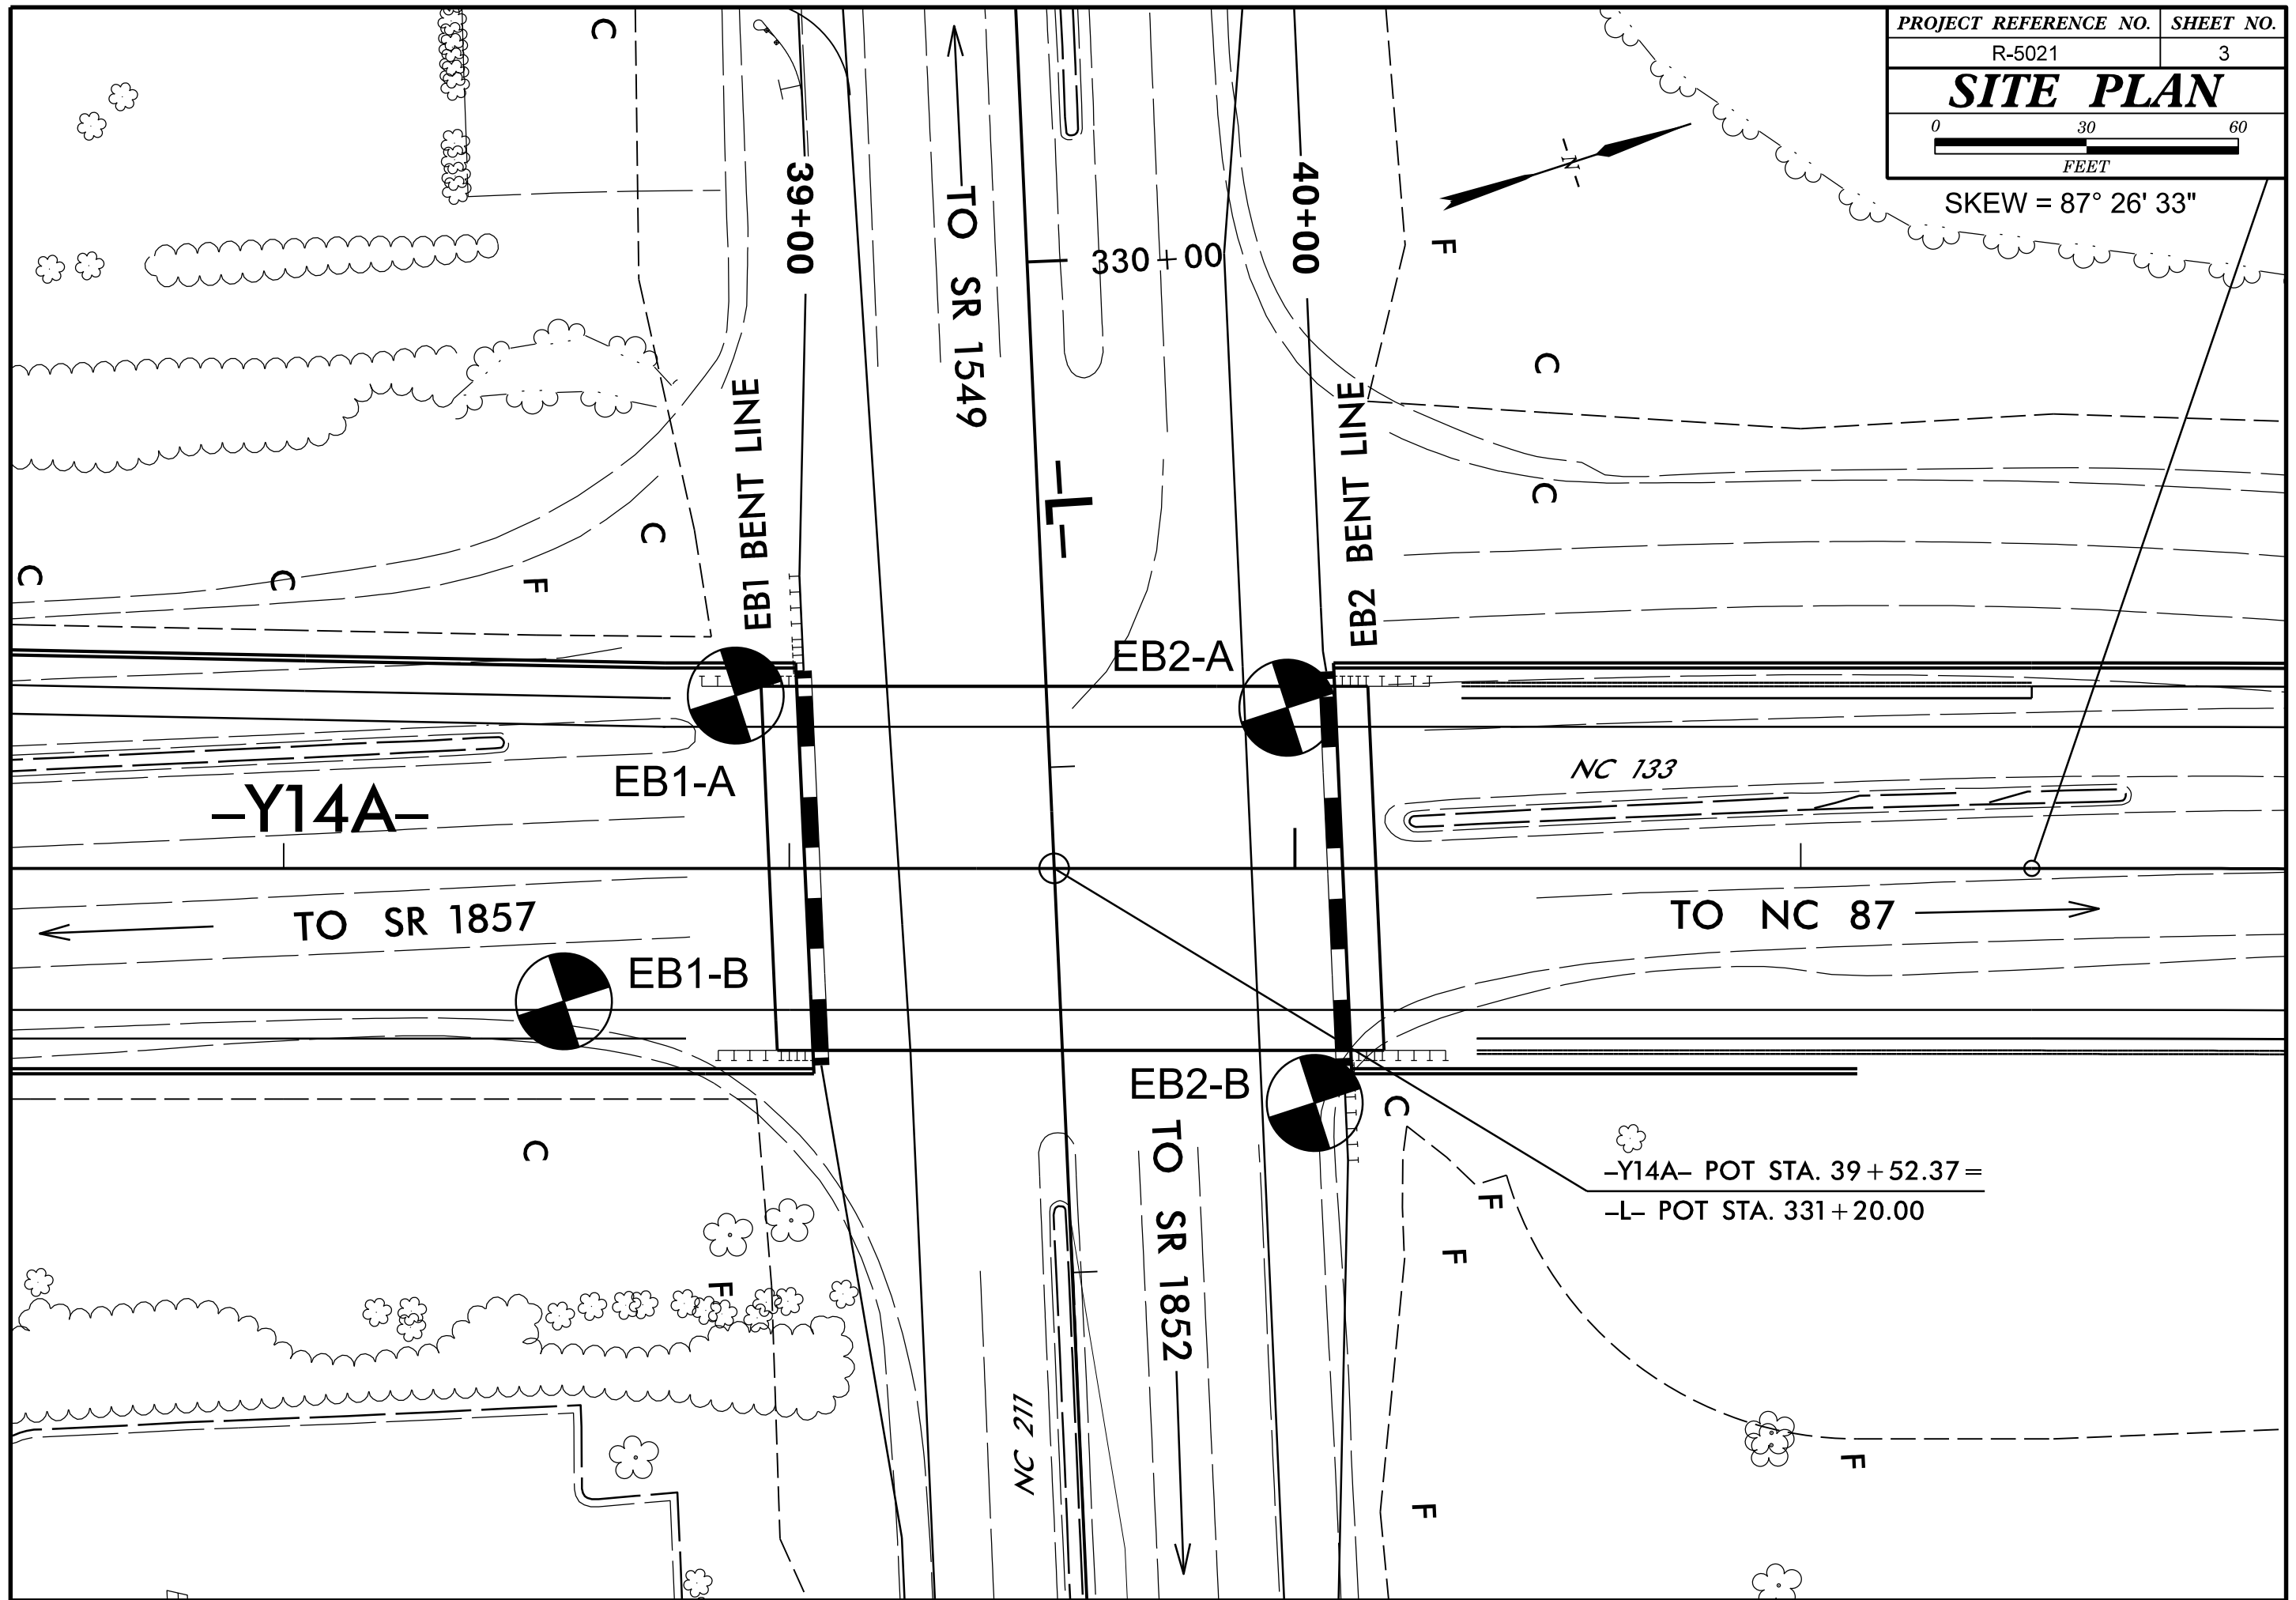 PROJECT REFERENCE NO. SHEET NO.
R-5021 3
SITE PLAN
0 30 60
FEET
SKEW = 87° 26' 33"
N
C
39+00
TO SR 1549
330+00
40+00
F
C
EB1 BENT LINE
EB2 BENT LINE
-L-
C
C
C
C
F
EB1-A
EB2-A
NC 133
-Y14A-
TO SR 1857
TO NC 87
EB1-B
EB2-B
C
C
TO SR 1852
-Y14A- POT STA. 39+52.37=
-L- POT STA. 331+20.00
F
F
F
NC 211
F
F